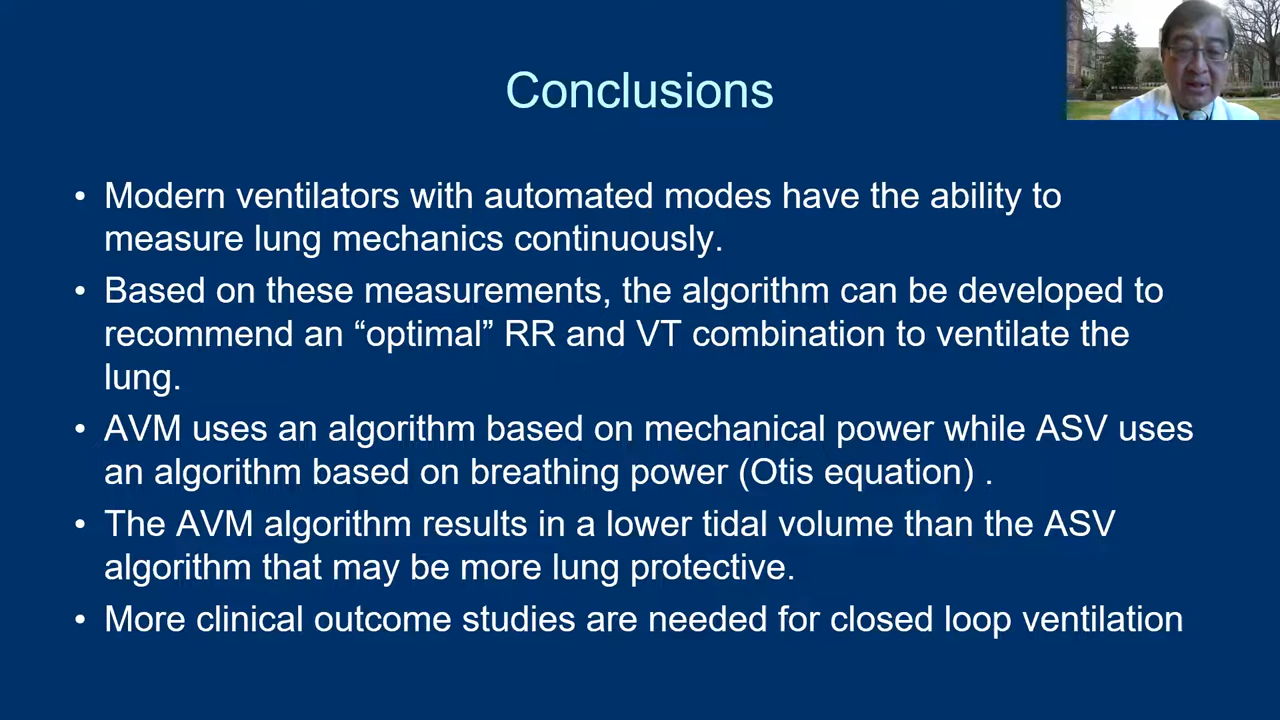 Conclusions
• Modern ventilators with automated modes have the ability to
measure lung mechanics continuously.
• Based on these measurements, the algorithm can be developed to
recommend an “optimal” RR and VT combination to ventilate the
lung.
• AVM uses an algorithm based on mechanical power while ASV uses
an algorithm based on breathing power (Otis equation) .
• The AVM algorithm results in a lower tidal volume than the ASV
algorithm that may be more lung protective.
• More clinical outcome studies are needed for closed loop ventilation